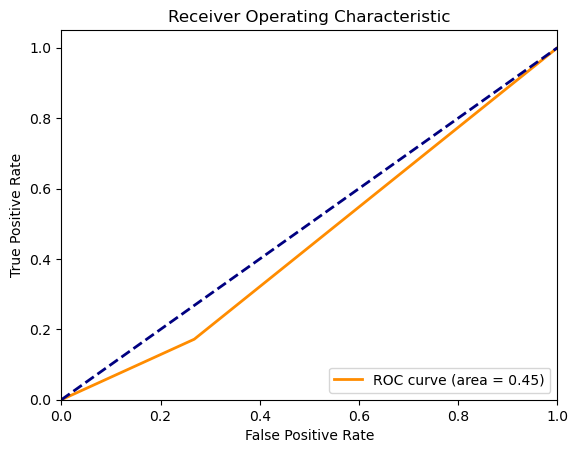 Receiver Operating Characteristic
1.0
0.8
0.6
0.4
0.2
0.0
True Positive Rate
ROC curve (area = 0.45)
0.0 0.2 0.4 0.6 0.8 1.0
False Positive Rate